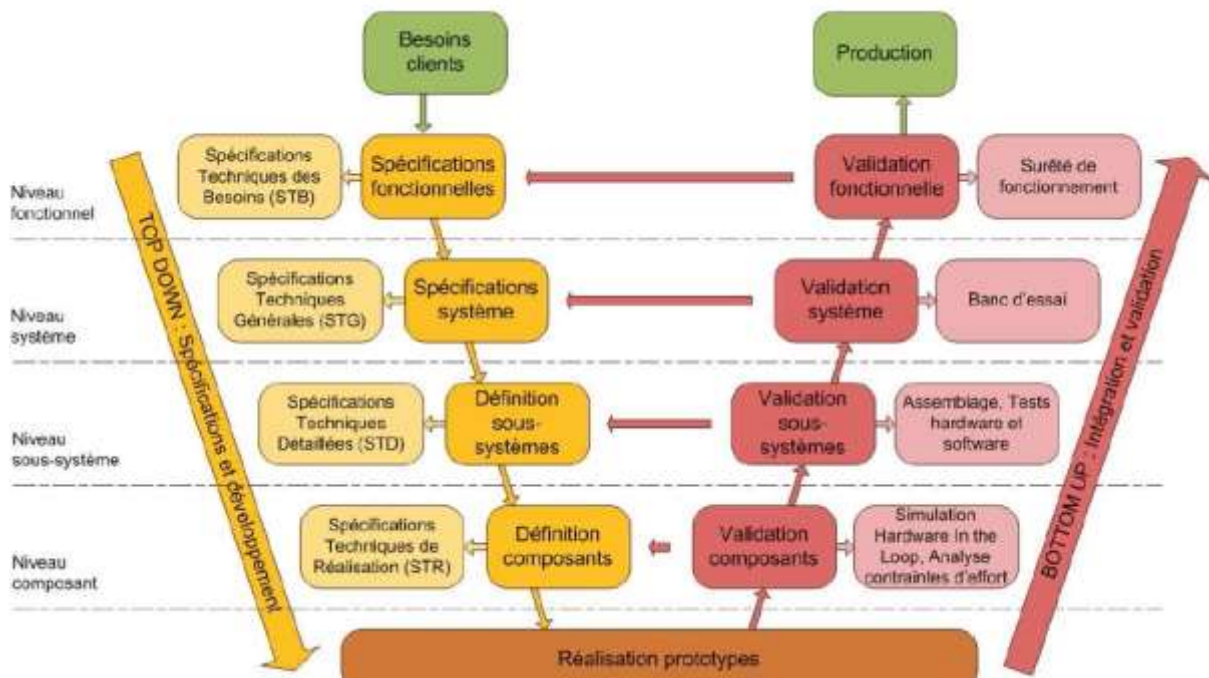 Besoins
clients
Production
Niveau
fonctionnel
Spécifications
Techniques des
Besoins (STB)
Spécifications
fonctionnelles
Validation
fonctionnelle
Surêté de
fonctionnement
Niveau
système
Spécifications
Techniques
Générales (STG)
Spécifications
système
Validation
système
Banc d'essai
Niveau
sous-système
Spécifications
Techniques
Détaillées (STD)
Définition
sous-
systèmes
Validation
sous-
systèmes
Assemblage, Tests
hardware et
software
Niveau
composant
Spécifications
Techniques de
Réalisation (STR)
Définition
composants
Validation
composants
Simulation
Hardware In the
Loop, Analyse
contraintes d'effort
Réalisation prototypes
TOP DOWN : Spécifications et développement
BOTTOM UP : Intégration et validation